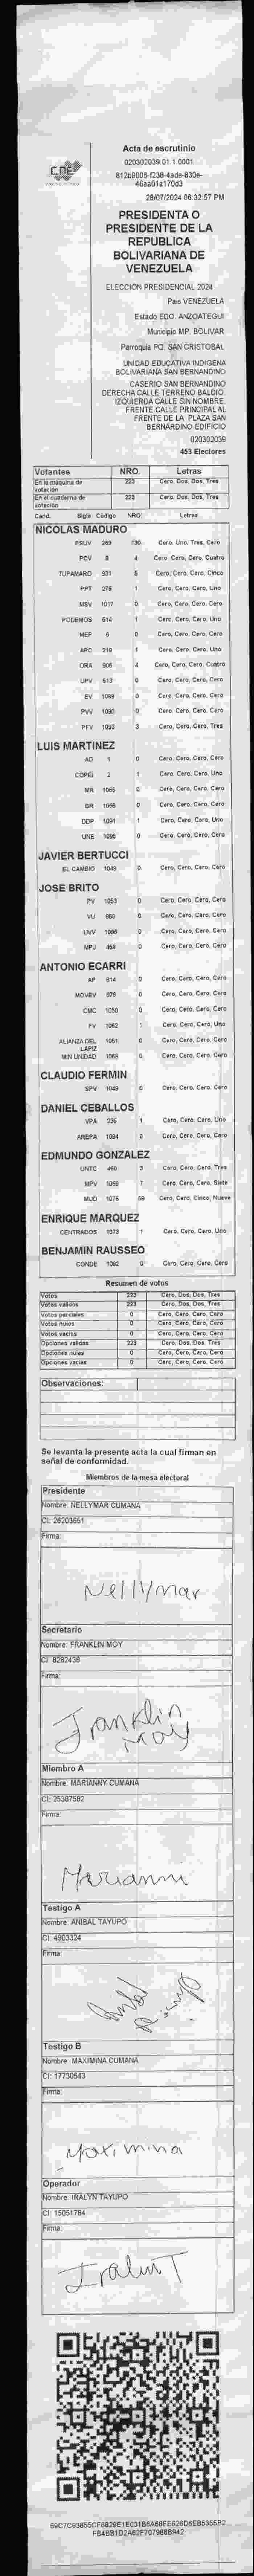 CNE
Acta de escrutinio
020302039.01.1.0001
28/07/2024 06:32:57 PM
PRESIDENTA O
PRESIDENTE DE LA
REPUBLICA
BOLIVARIANA DE
VENEZUELA
ELECCIÓN PRESIDENCIAL 2024
País VENEZUELA
Estado EDO. ANZOATEGUI
Municipio MP. BOLIVAR
Parroquia PQ. SAN CRISTOBAL
UNIDAD EDUCATIVA INDIGENA
BOLIVARIANA SAN BERNANDINO
CASERIO SAN BERNANDINO
DERECHA CALLE TERRENO BALDIO.
IZQUIERDA CALLE SIN NOMBRE.
FRENTE CALLE PRINCIPAL AL
FRENTE DE LA PLAZA SAN
BERNARDINO EDIFICIO
020302039
453 Electores
Votantes NRO. Letras
En la máquina de votación 223 Cero, Dos, Dos, Tres
En el cuaderno de votación 223 Cero, Dos, Dos, Tres
Cand. Sigla Código NRO. Letras
NICOLAS MADURO
PSUV 269 130 Cero, Uno, Tres, Cero
PCV 9 4 Cero, Cero, Cero, Cuatro
TUPAMARO 931 5 Cero, Cero, Cero, Cinco
PPT 275 1 Cero, Cero, Cero, Uno
MSV 1017 0 Cero, Cero, Cero, Cero
PODEMOS 514 1 Cero, Cero, Cero, Uno
MEP 6 0 Cero, Cero, Cero, Cero
APC 219 1 Cero, Cero, Cero, Uno
ORA 906 4 Cero, Cero, Cero, Cuatro
UPV 513 0 Cero, Cero, Cero, Cero
EV 1089 0 Cero, Cero, Cero, Cero
PVV 1090 0 Cero, Cero, Cero, Cero
PFV 1093 3 Cero, Cero, Cero, Tres
LUIS MARTINEZ
AD 1 0 Cero, Cero, Cero, Cero
COPEI 2 1 Cero, Cero, Cero, Uno
MR 1065 0 Cero, Cero, Cero, Cero
BR 1066 0 Cero, Cero, Cero, Cero
DDP 1091 1 Cero, Cero, Cero, Uno
UNE 1095 0 Cero, Cero, Cero, Cero
JAVIER BERTUCCI
EL CAMBIO 1048 0 Cero, Cero, Cero, Cero
JOSE BRITO
PV 1053 0 Cero, Cero, Cero, Cero
VU 860 0 Cero, Cero, Cero, Cero
UVV 1096 0 Cero, Cero, Cero, Cero
MPJ 458 0 Cero, Cero, Cero, Cero
ANTONIO ECARRI
AP 614 0 Cero, Cero, Cero, Cero
MOVEV 676 0 Cero, Cero, Cero, Cero
CMC 1050 0 Cero, Cero, Cero, Cero
FV 1062 1 Cero, Cero, Cero, Uno
ALIANZA DEL LAPIZ 1051 0 Cero, Cero, Cero, Cero
MIN UNIDAD 1069 0 Cero, Cero, Cero, Cero
CLAUDIO FERMIN
SPV 1049 0 Cero, Cero, Cero, Cero
DANIEL CEBALLOS
VPA 236 1 Cero, Cero, Cero, Uno
AREPA 1094 0 Cero, Cero, Cero, Cero
EDMUNDO GONZALEZ
UNTC 460 3 Cero, Cero, Cero, Tres
MPV 1069 7 Cero, Cero, Cero, Siete
MUD 1076 59 Cero, Cero, Cinco, Nueve
ENRIQUE MARQUEZ
CENTRADOS 1073 1 Cero, Cero, Cero, Uno
BENJAMIN RAUSSEO
CONDE 1092 0 Cero, Cero, Cero, Cero
Resumen de votos
Votos 223 Cero, Dos, Dos, Tres
Votos válidos 223 Cero, Dos, Dos, Tres
Votos parciales 0 Cero, Cero, Cero, Cero
Votos nulos 0 Cero, Cero, Cero, Cero
Votos vacíos 0 Cero, Cero, Cero, Cero
Opciones válidas 223 Cero, Dos, Dos, Tres
Opciones nulas 0 Cero, Cero, Cero, Cero
Opciones vacías 0 Cero, Cero, Cero, Cero
Observaciones:
Se levanta la presente acta la cual firman en
señal de conformidad.
Miembros de la mesa electoral
Presidente
Nombre: NELLYMAR CUMANA
CI: 26203651
Firma:
Nellymar
Secretario
Nombre: FRANKLIN MOY
CI: 8282438
Firma:
Franklin
Moy
Miembro A
Nombre: MARIANNY CUMANA
CI: 25387592
Firma:
Marianni
Testigo A
Nombre: ANIBAL TAYUPO
CI: 4903324
Firma:
Testigo B
Nombre: MAXIMINA CUMANA
CI: 17730543
Firma:
Maximina
Operador
Nombre: IRALYN TAYUPO
CI: 15051784
Firma:
Iralin T